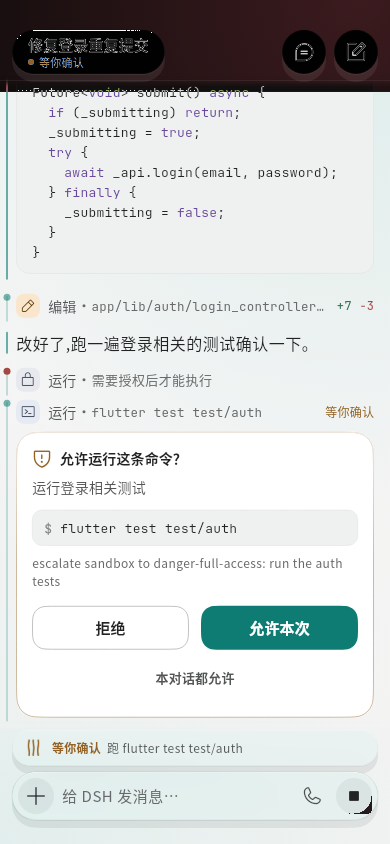 修复登录重复提交
等你确认
Future<void> submit() async {
if (_submitting) return;
_submitting = true;
try {
await _api.login(email, password);
} finally {
_submitting = false;
}
}
编辑 · app/lib/auth/login_controller… +7 -3
改好了,跑一遍登录相关的测试确认一下。
运行 · 需要授权后才能执行
运行 · flutter test test/auth 等你确认
允许运行这条命令?
运行登录相关测试
$ flutter test test/auth
escalate sandbox to danger-full-access: run the auth
tests
拒绝 允许本次
本对话都允许
等你确认 跑 flutter test test/auth
给 DSH 发消息…